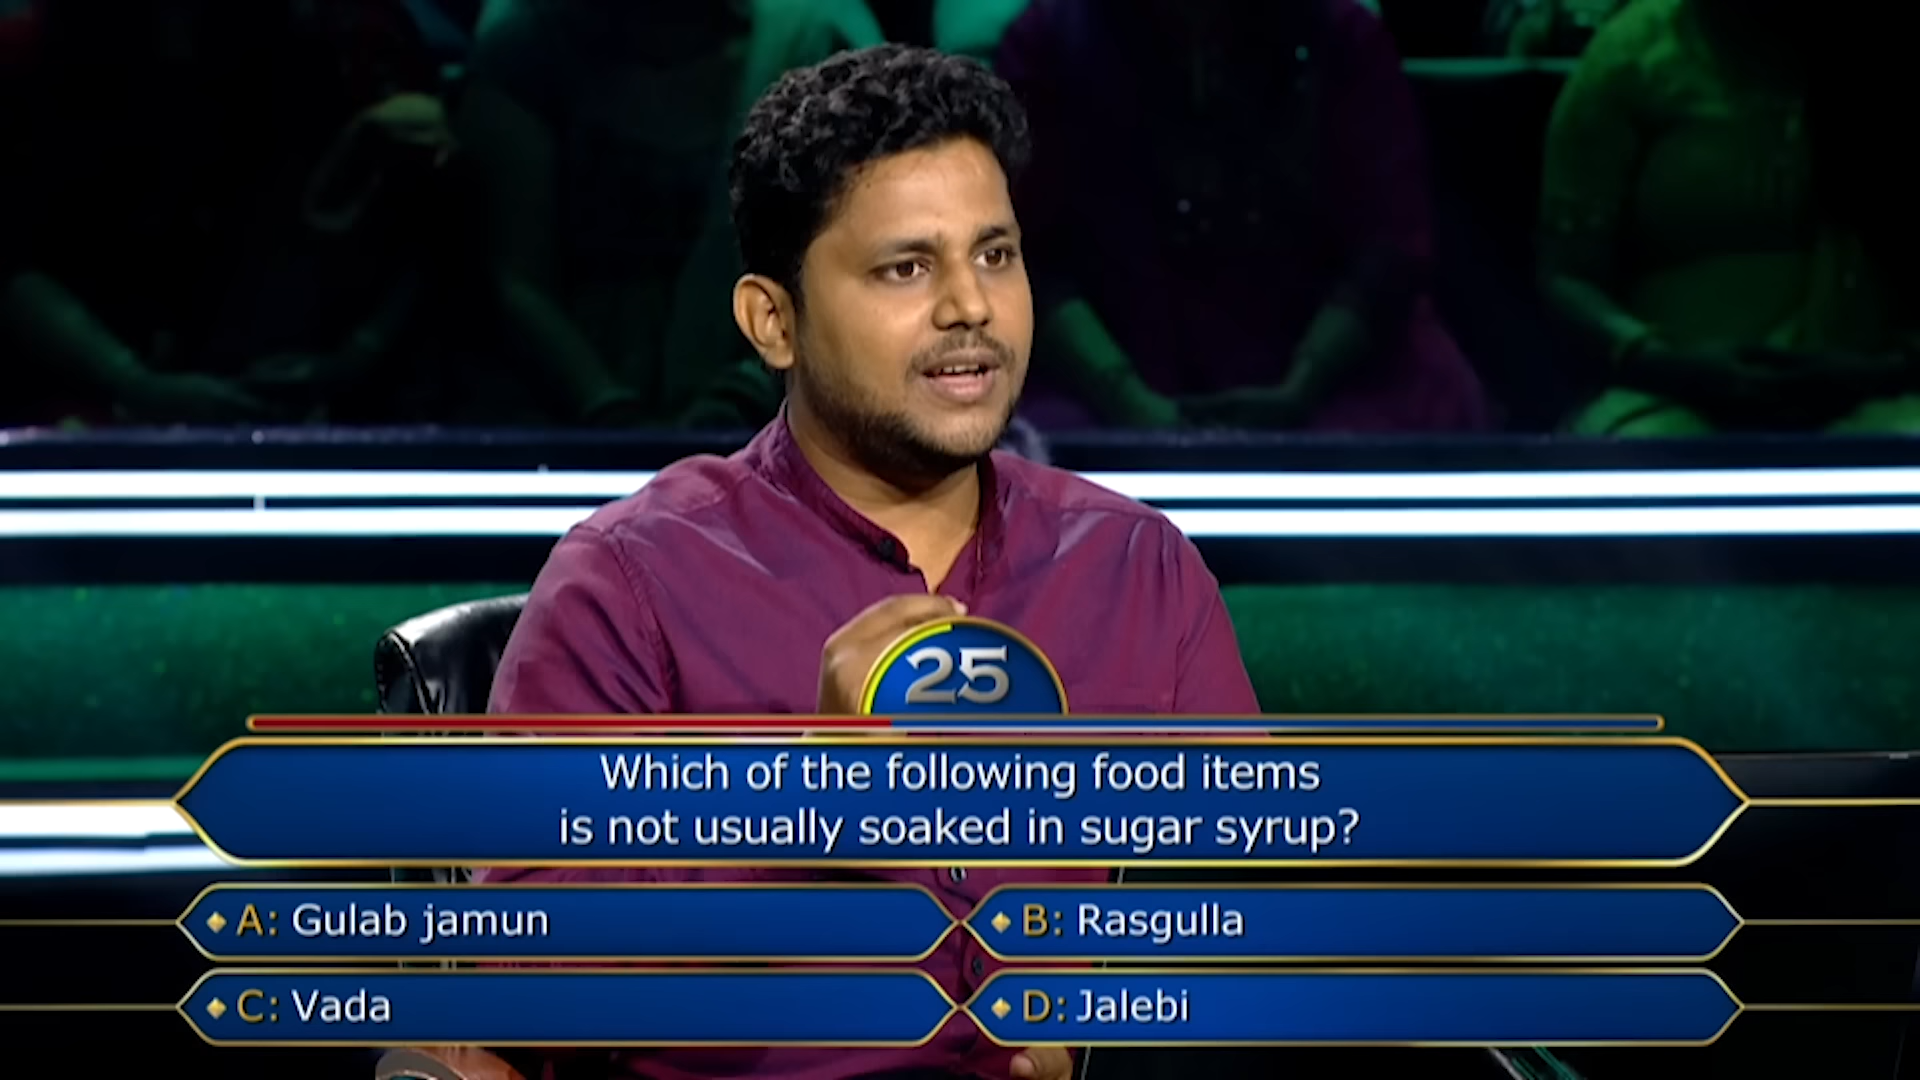 25
Which of the following food items
is not usually soaked in sugar syrup?
A: Gulab jamun
B: Rasgulla
C: Vada
D: Jalebi